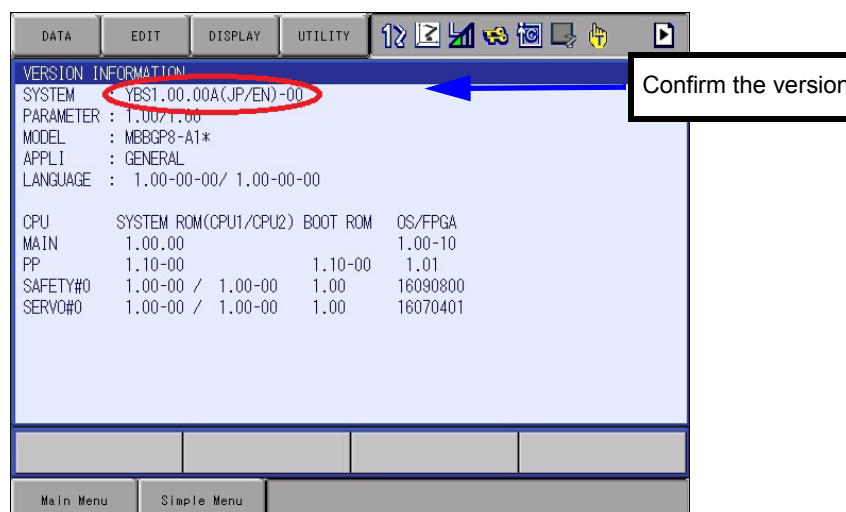 DATA EDIT DISPLAY UTILITY
Confirm the version
VERSION INFORMATION
SYSTEM : YBS1.00.00A(JP/EN)-00
PARAMETER : 1.00/1.00
MODEL : MBBGP8-A1*
APPLI : GENERAL
LANGUAGE : 1.00-00-00/ 1.00-00-00
CPU SYSTEM ROM(CPU1/CPU2) BOOT ROM OS/FPGA
MAIN 1.00.00 1.00-10
PP 1.10-00 1.10-00 1.01
SAFETY#0 1.00-00 / 1.00-00 1.00 16090800
SERVO#0 1.00-00 / 1.00-00 1.00 16070401
Main Menu Simple Menu